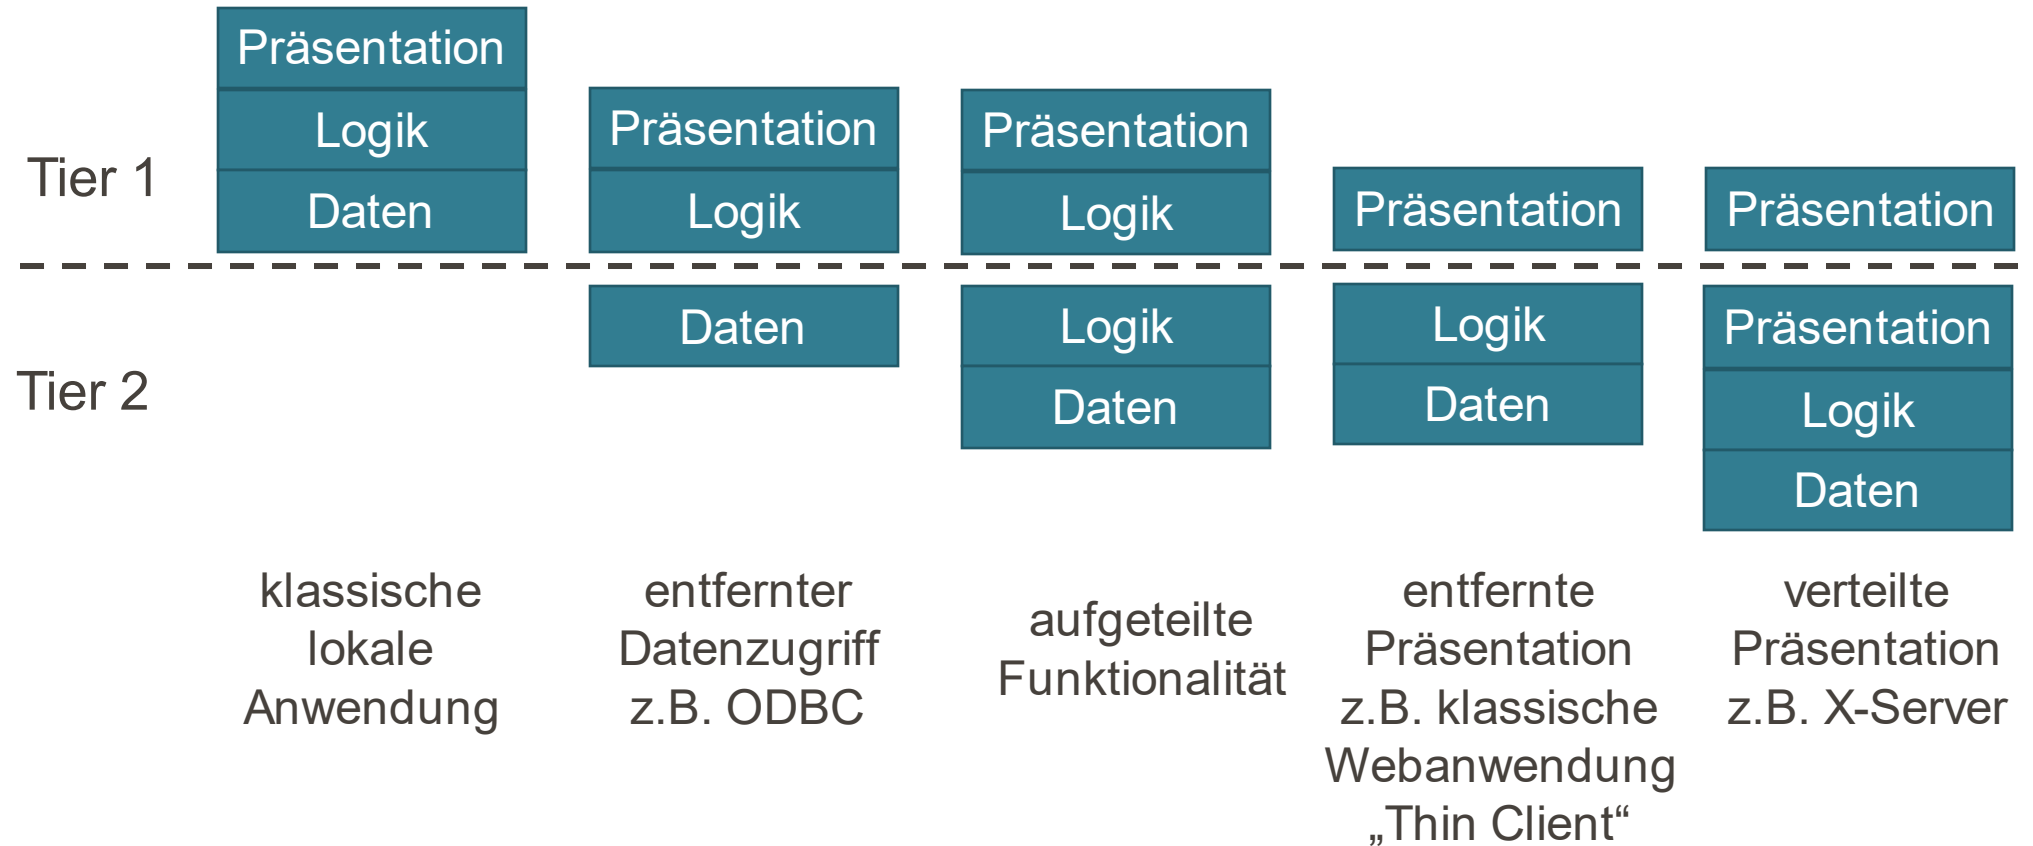 Tier 1
Präsentation
Logik
Daten
Präsentation
Logik
Präsentation
Logik
Präsentation
Präsentation
Tier 2
Daten
Logik
Daten
Logik
Daten
Präsentation
Logik
Daten
klassische
lokale
Anwendung
entfernter
Datenzugriff
z.B. ODBC
aufgeteilte
Funktionalität
entfernte
Präsentation
z.B. klassische
Webanwendung
„Thin Client“
verteilte
Präsentation
z.B. X-Server